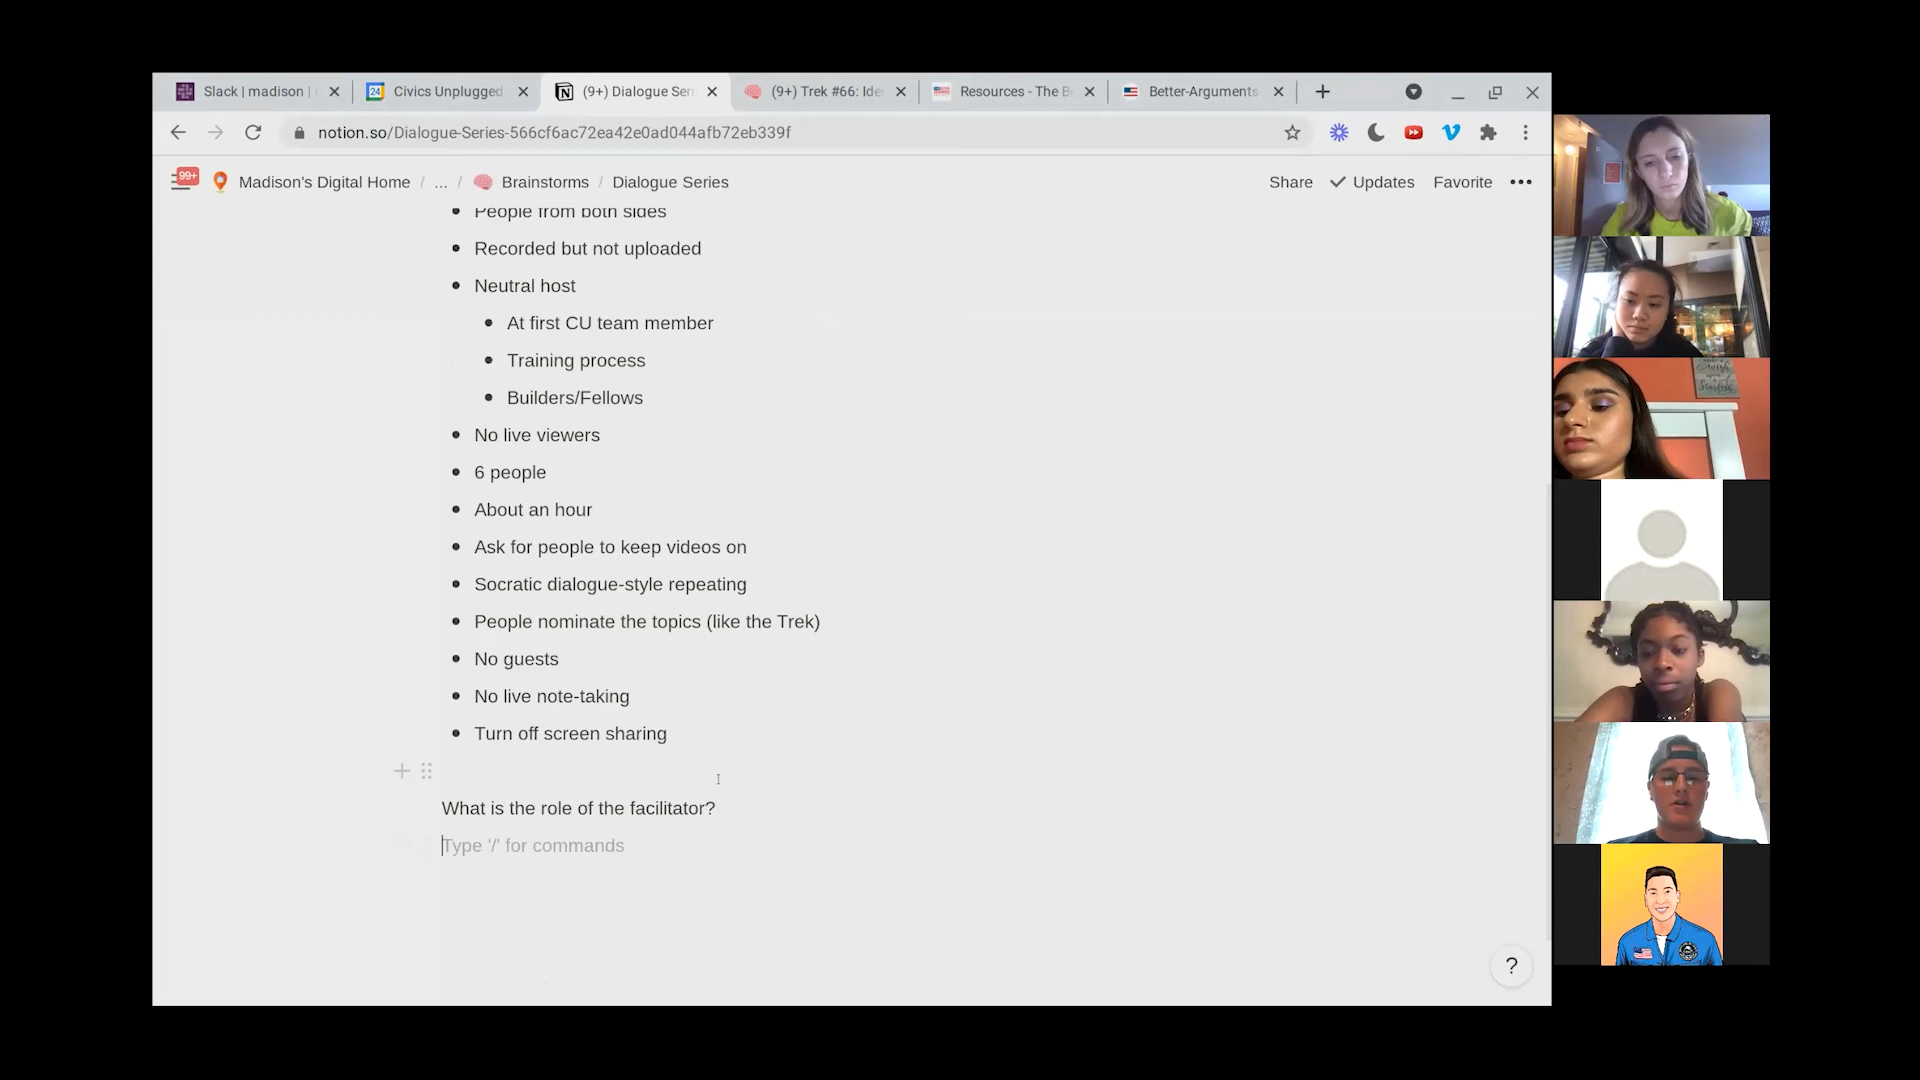 Slack | madison |
24
Civics Unplugged
(9+) Dialogue Seri
(9+) Trek #66: Ide
Resources - The B
Better-Arguments-
notion.so/Dialogue-Series-566cf6ac72ea42e0ad044afb72eb339f
99+
Madison's Digital Home / ... / Brainstorms / Dialogue Series
Share Updates Favorite
People from both sides
Recorded but not uploaded
Neutral host
At first CU team member
Training process
Builders/Fellows
No live viewers
6 people
About an hour
Ask for people to keep videos on
Socratic dialogue-style repeating
People nominate the topics (like the Trek)
No guests
No live note-taking
Turn off screen sharing
What is the role of the facilitator?
Type '/' for commands
?